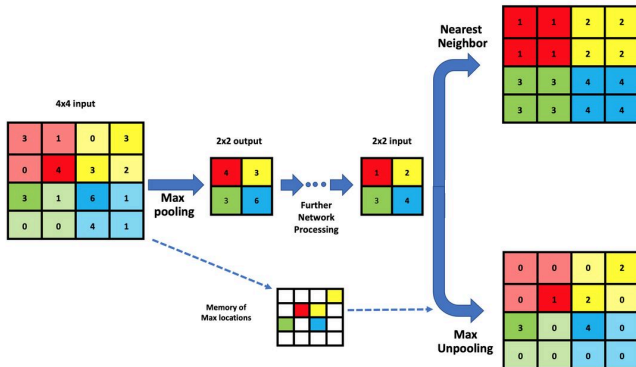 4x4 input
3 1 0 3
0 4 3 2
3 1 6 1
0 0 4 1
Max
pooling
2x2 output
4 3
3 6
Further
Network
Processing
2x2 input
1 2
3 4
Nearest
Neighbor
1 1 2 2
1 1 2 2
3 3 4 4
3 3 4 4
Memory of
Max locations
Max
Unpooling
0 0 0 2
0 1 2 0
3 0 4 0
0 0 0 0